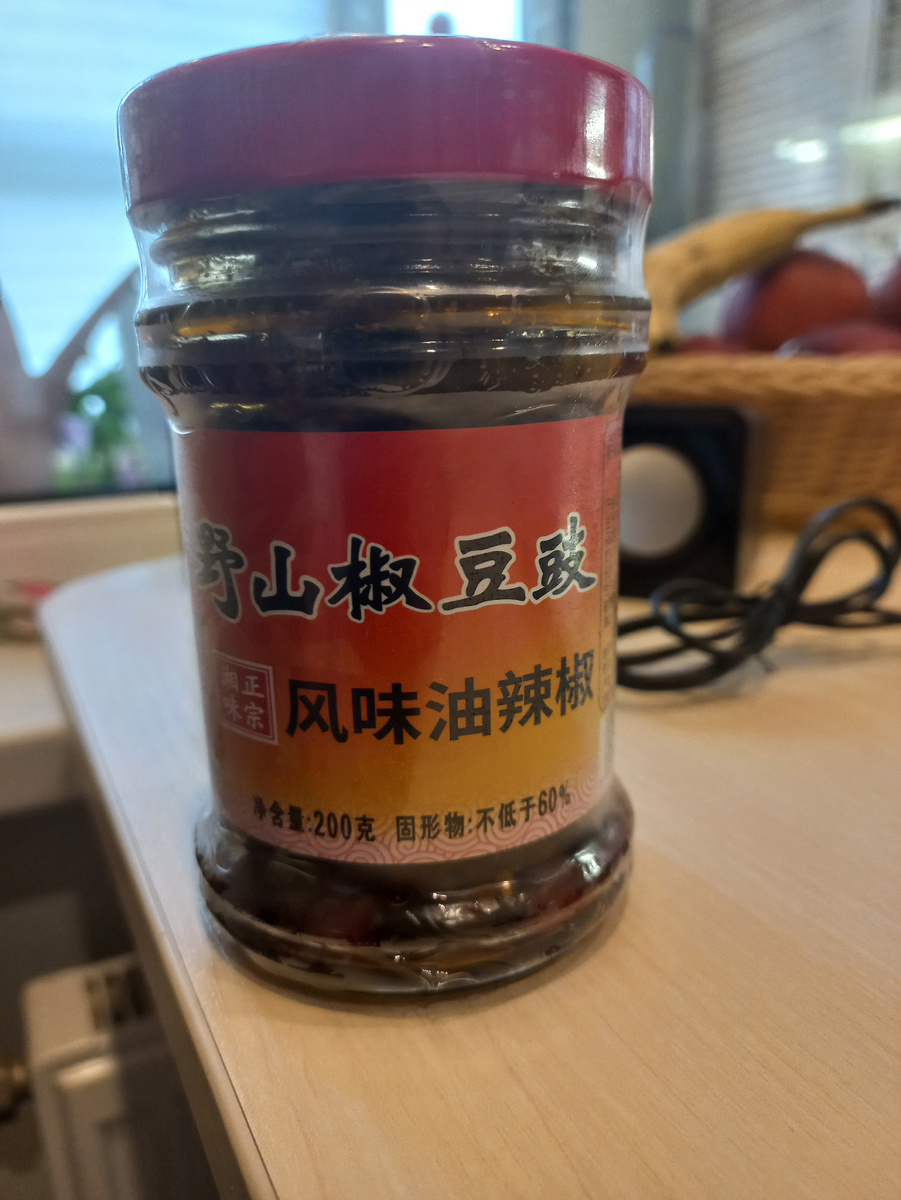 野山椒豆豉
正宗
湘味
风味油辣椒
净含量:200克 固形物:不低于60%